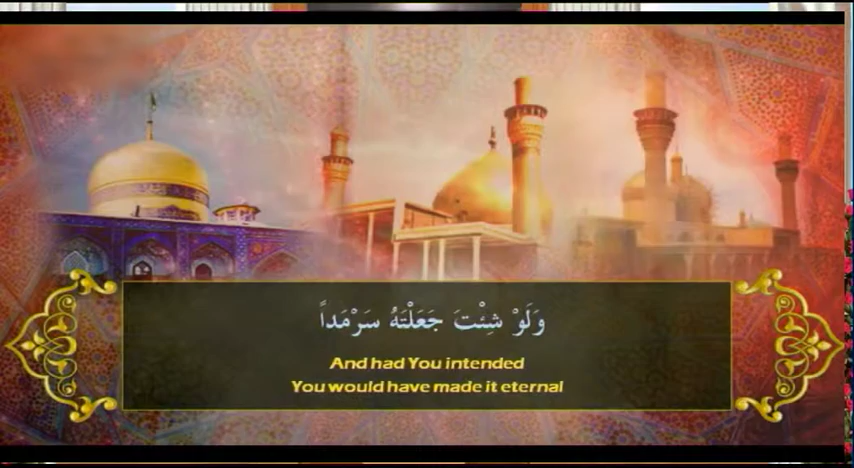 وَلَوْ شِئْتَ جَعَلْتَهُ سَرْمَداً
And had You intended
You would have made it eternal